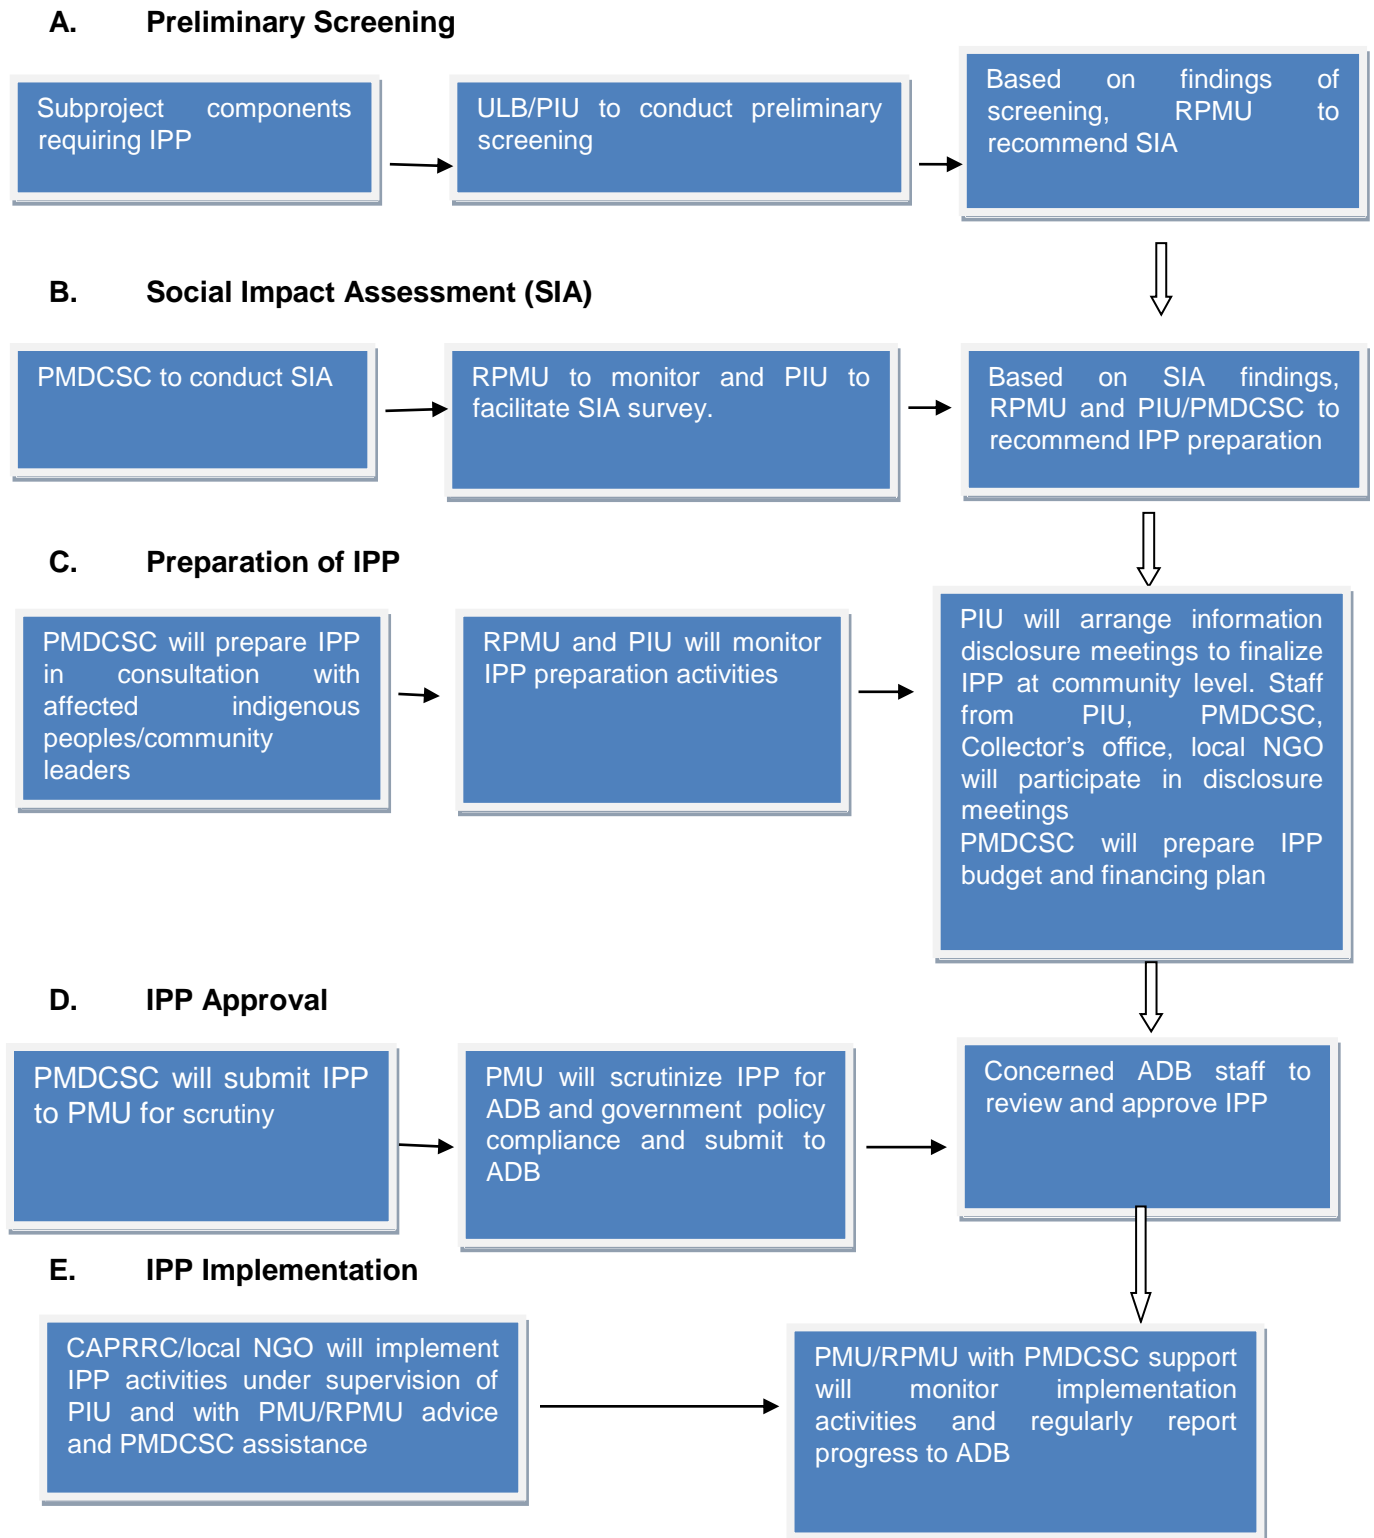 A. Preliminary Screening
Subproject components
requiring IPP
ULB/PIU to conduct preliminary
screening
Based on findings of
screening, RPMU to
recommend SIA
B. Social Impact Assessment (SIA)
PMDCSC to conduct SIA
RPMU to monitor and PIU to
facilitate SIA survey.
Based on SIA findings,
RPMU and PIU/PMDCSC to
recommend IPP preparation
C. Preparation of IPP
PMDCSC will prepare IPP
in consultation with
affected indigenous
peoples/community
leaders
RPMU and PIU will monitor
IPP preparation activities
PIU will arrange information
disclosure meetings to finalize
IPP at community level. Staff
from PIU, PMDCSC,
Collector's office, local NGO
will participate in disclosure
meetings
PMDCSC will prepare IPP
budget and financing plan
D. IPP Approval
PMDCSC will submit IPP
to PMU for scrutiny
PMU will scrutinize IPP for
ADB and government policy
compliance and submit to
ADB
Concerned ADB staff to
review and approve IPP
E. IPP Implementation
CAPRRC/local NGO will implement
IPP activities under supervision of
PIU and with PMU/RPMU advice
and PMDCSC assistance
PMU/RPMU with PMDCSC support
will monitor implementation
activities and regularly report
progress to ADB